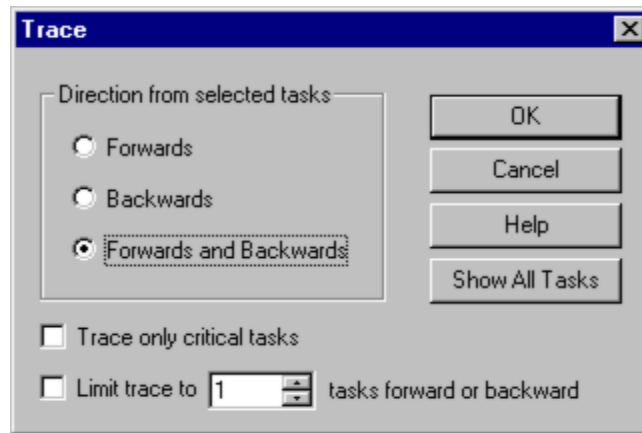 Trace
Direction from selected tasks
Forwards
Backwards
Forwards and Backwards
OK
Cancel
Help
Show All Tasks
Trace only critical tasks
Limit trace to 1 tasks forward or backward